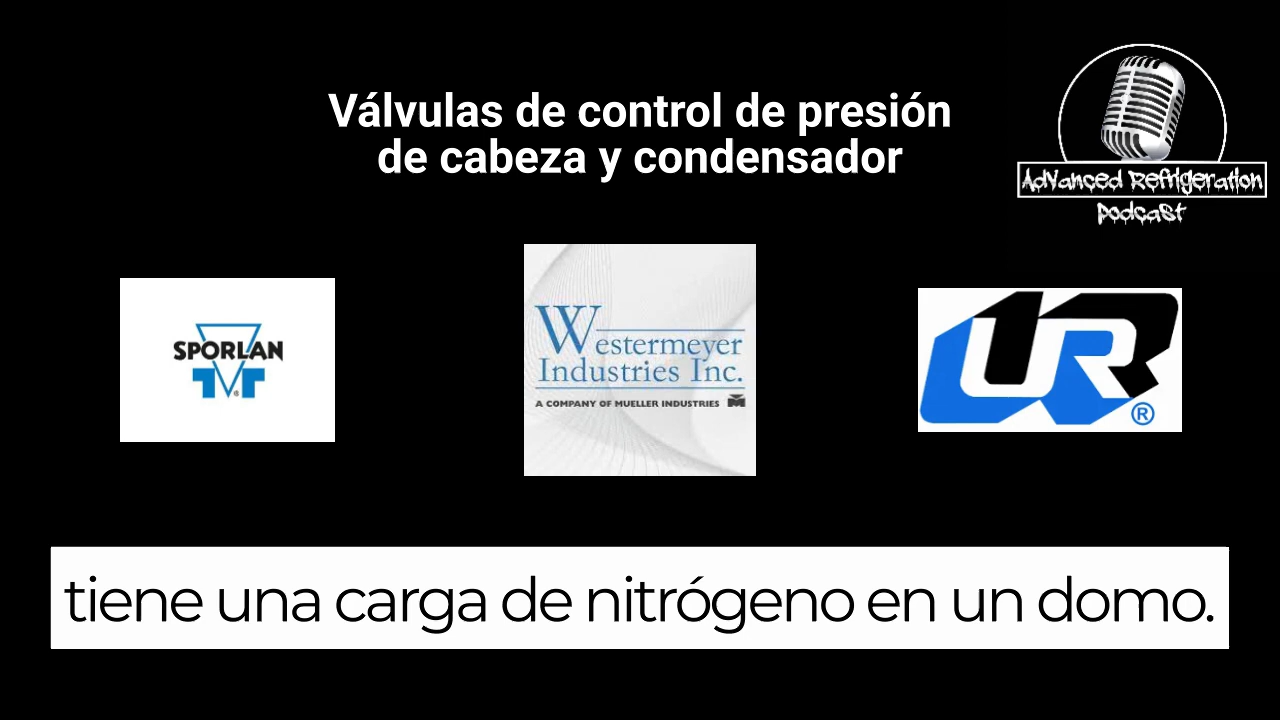 Válvulas de control de presión
de cabeza y condensador
Advanced Refrigeration
Podcast
SPORLAN
®
Westermeyer
Industries Inc.
A COMPANY OF MUELLER INDUSTRIES
UR
®
tiene una carga de nitrógeno en un domo.